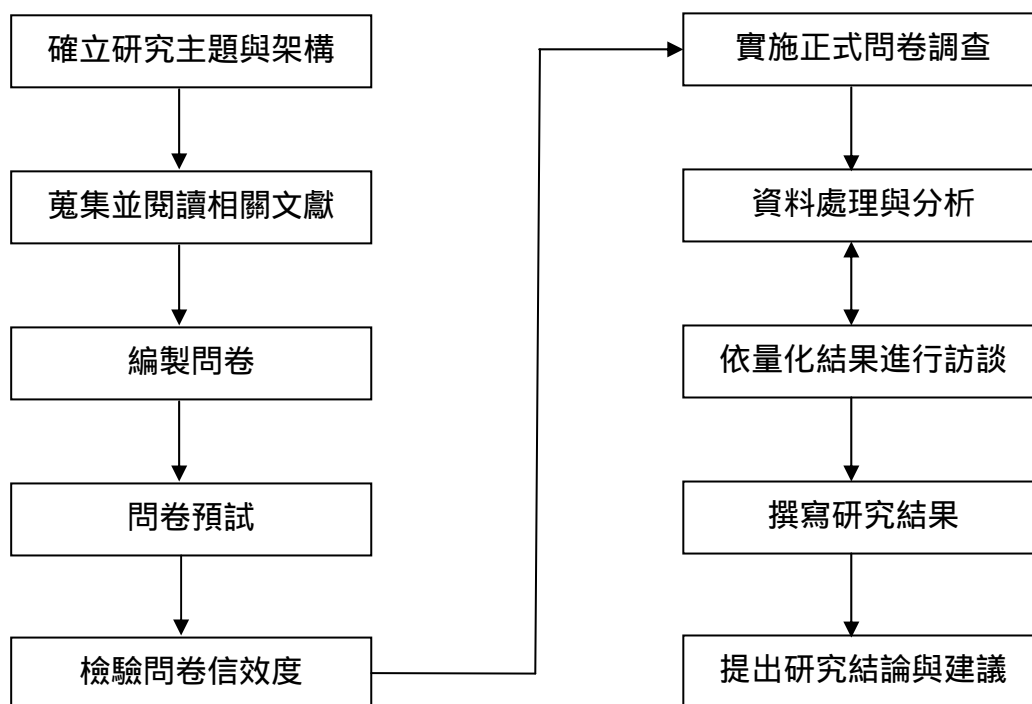 確立研究主題與架構
蒐集並閱讀相關文獻
編製問卷
問卷預試
檢驗問卷信效度
實施正式問卷調查
資料處理與分析
依量化結果進行訪談
撰寫研究結果
提出研究結論與建議